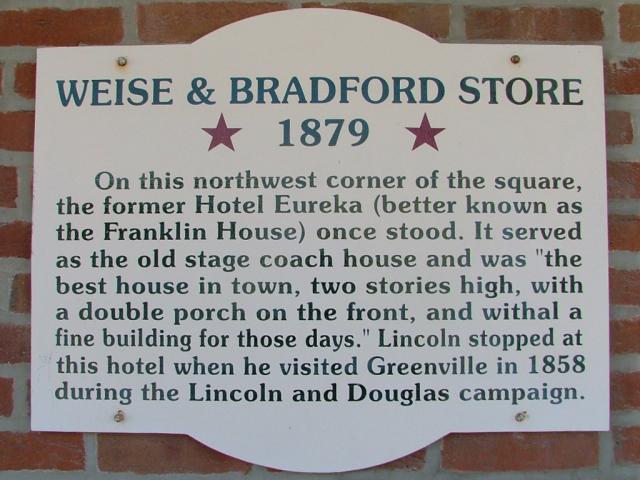 WEISE & BRADFORD STORE
1879
On this northwest corner of the square,
the former Hotel Eureka (better known as
the Franklin House) once stood. It served
as the old stage coach house and was "the
best house in town, two stories high, with
a double porch on the front, and withal a
fine building for those days." Lincoln stopped at
this hotel when he visited Greenville in 1858
during the Lincoln and Douglas campaign.